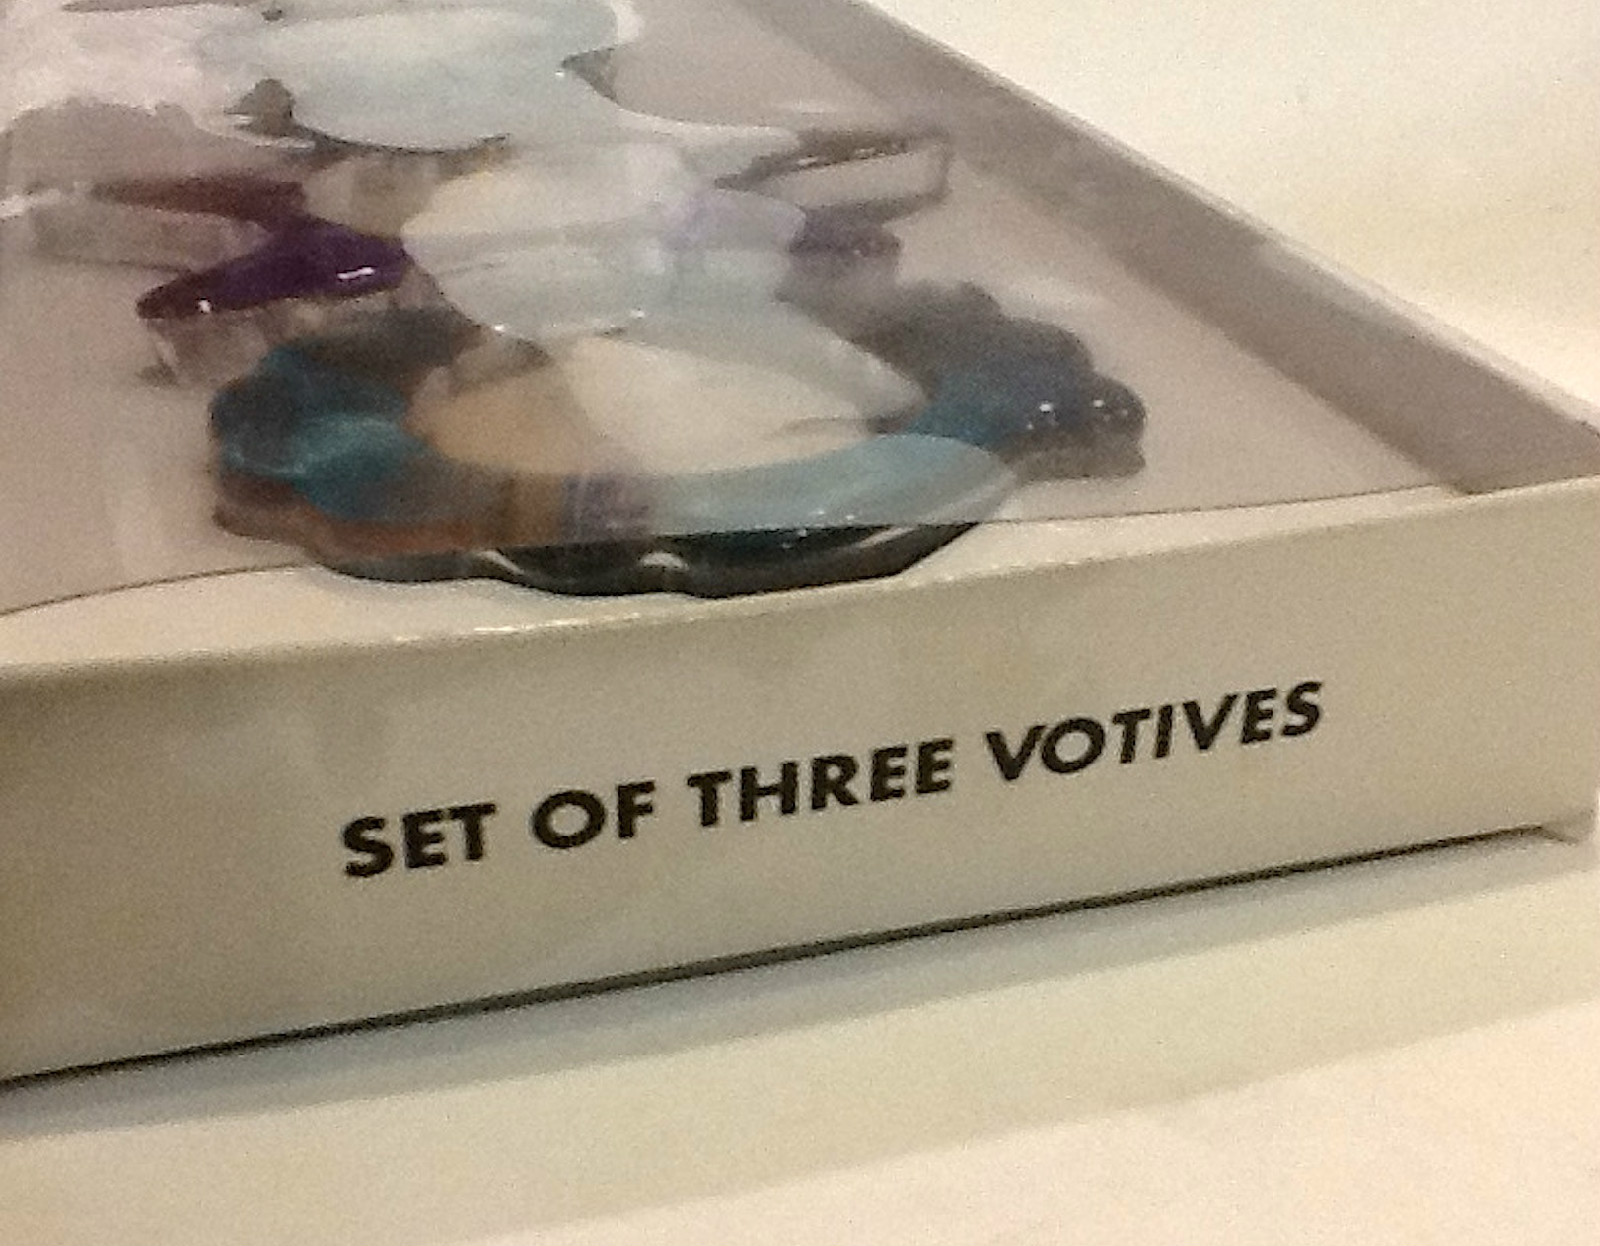 SET OF THREE VOTIVES